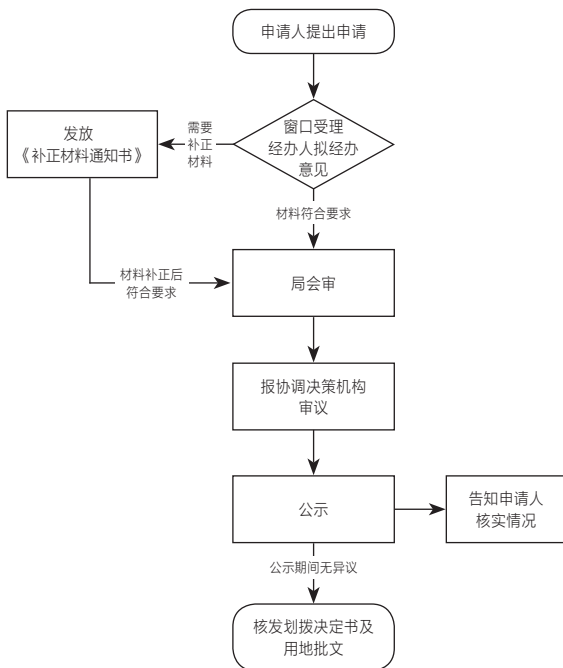 申请人提出申请
窗口受理
经办人拟经办
意见
需要
补正
材料
发放
《补正材料通知书》
材料符合要求
材料补正后
符合要求
局会审
报协调决策机构
审议
公示
告知申请人
核实情况
公示期间无异议
核发划拨决定书及
用地批文